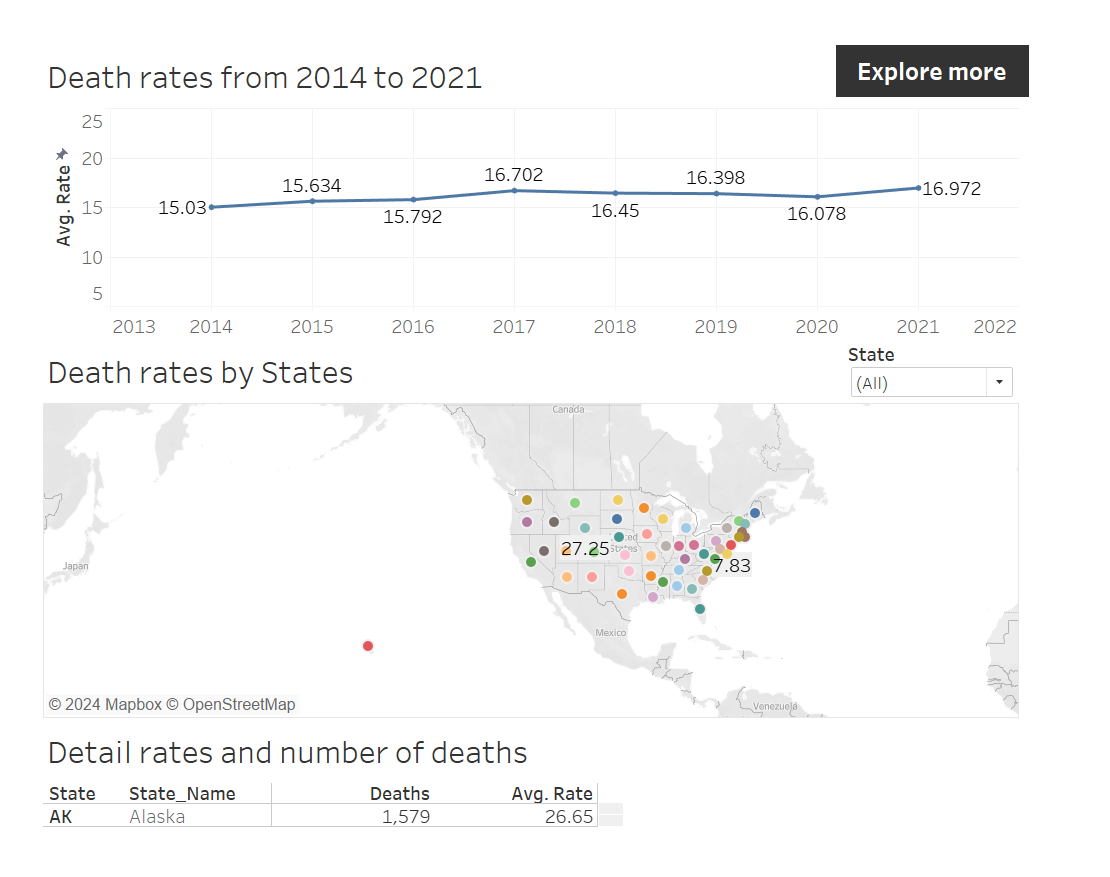 Death rates from 2014 to 2021
Explore more
Avg. Rate
25
20
15
10
5
15.03
15.634
15.792
16.702
16.45
16.398
16.078
16.972
2013 2014 2015 2016 2017 2018 2019 2020 2021 2022
Death rates by States
State
(All)
Canada
27.25
States
7.83
Japan
Mexico
Venezuela
© 2024 Mapbox © OpenStreetMap
Detail rates and number of deaths
State State_Name Deaths Avg. Rate
AK Alaska 1,579 26.65